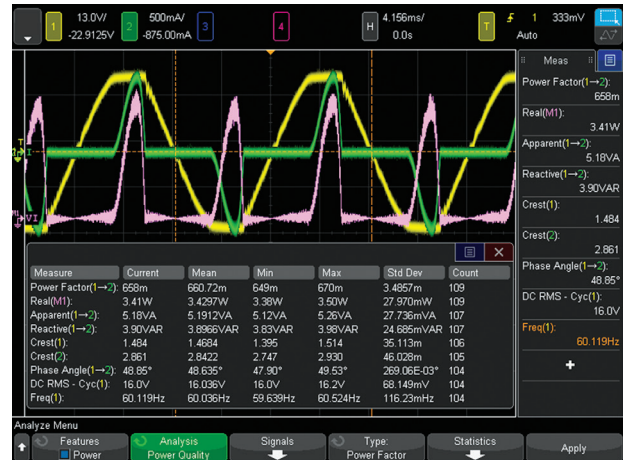 1 13.0V/ -22.9125V 2 500mA/ -875.00mA 3 4 H 4.156ms/ 0.0s T 1 333mV Auto
Meas
Power Factor(1→2):
658m
Real(M1):
3.41W
Apparent(1→2):
5.18VA
Reactive(1→2):
3.90VAR
Crest(1):
1.484
Crest(2):
2.861
Phase Angle(1→2):
48.85°
DC RMS - Cyc(1):
16.0V
Freq(1):
60.119Hz
+
Measure Current Mean Min Max Std Dev Count
Power Factor(1→2): 658m 660.72m 649m 670m 3.4857m 109
Real(M1): 3.41W 3.4297W 3.38W 3.50W 27.970mW 109
Apparent(1→2): 5.18VA 5.1912VA 5.12VA 5.26VA 27.736mVA 107
Reactive(1→2): 3.90VAR 3.8966VAR 3.83VAR 3.98VAR 24.685mVAR 107
Crest(1): 1.484 1.4684 1.395 1.514 35.113m 106
Crest(2): 2.861 2.8422 2.747 2.930 46.028m 105
Phase Angle(1→2): 48.85° 48.635° 47.90° 49.53° 269.06E-03° 104
DC RMS - Cyc(1): 16.0V 16.036V 16.0V 16.2V 68.149mV 104
Freq(1): 60.119Hz 60.036Hz 59.639Hz 60.524Hz 116.23mHz 104
Analyze Menu
Features Power
Analysis Power Quality
Signals
Type: Power Factor
Statistics
Apply